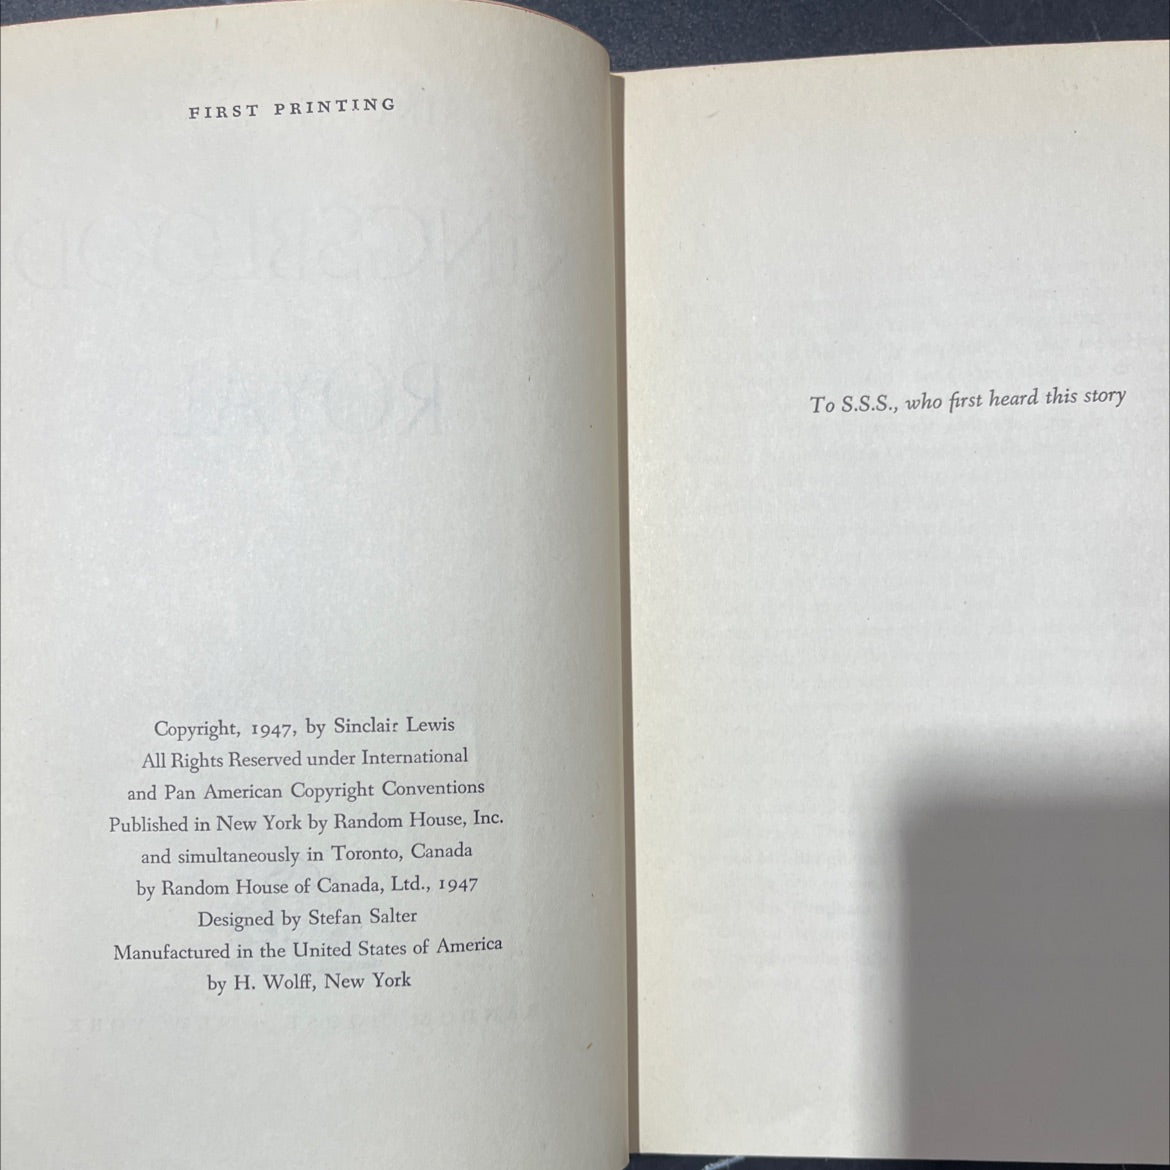 FIRST PRINTING
Copyright, 1947, by Sinclair Lewis
All Rights Reserved under International
and Pan American Copyright Conventions
Published in New York by Random House, Inc.
and simultaneously in Toronto, Canada
by Random House of Canada, Ltd., 1947
Designed by Stefan Salter
Manufactured in the United States of America
by H. Wolff, New York
To S.S.S., who first heard this story